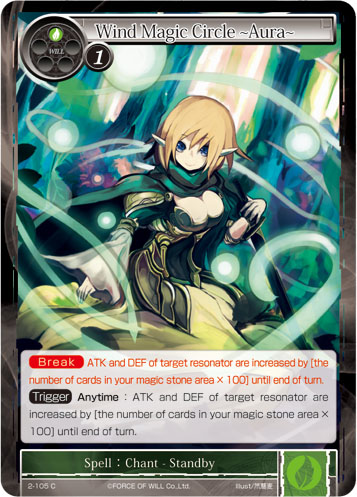 Wind Magic Circle ~Aura~
WILL
1
Break ATK and DEF of target resonator are increased by [the
number of cards in your magic stone area × 100] until end of turn.
Trigger Anytime : ATK and DEF of target resonator are
increased by [the number of cards in your magic stone area ×
100] until end of turn.
Spell : Chant - Standby
2-105 C ©FORCE OF WILL Co.,Ltd. Illust/